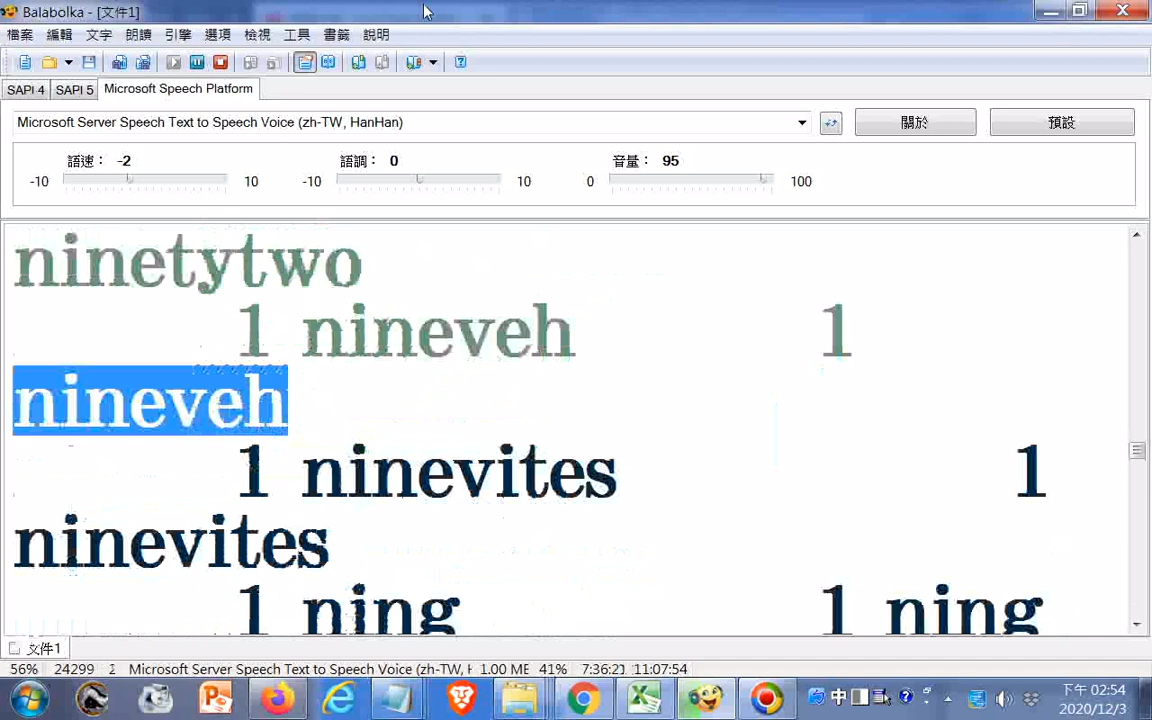 Balabolka - [文件1]
檔案 編輯 文字 朗讀 引擎 選項 檢視 工具 書籤 說明
SAPI 4 SAPI 5 Microsoft Speech Platform
Microsoft Server Speech Text to Speech Voice (zh-TW, HanHan) 關於 預設
語速： -2 語調： 0 音量： 95
-10 10 -10 10 0 100
ninetytwo
1 nineveh 1
nineveh
1 ninevites 1
ninevites
1 ning 1 ning
文件1
56% 24299 Microsoft Server Speech Text to Speech Voice (zh-TW, 1.00 ME 41% 7:36:21 11:07:54
中 下午 02:54
2020/12/3